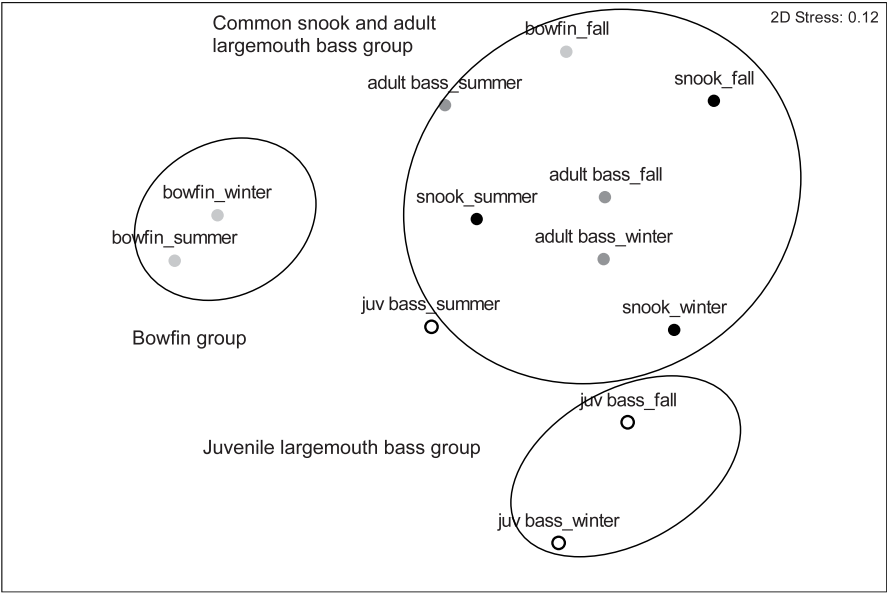 Common snook and adult
largemouth bass group
2D Stress: 0.12
bowfin_fall
adult bass_summer
snook_fall
adult bass_fall
bowfin_winter
snook_summer
bowfin_summer
adult bass_winter
juv bass_summer
snook_winter
Bowfin group
juv bass_fall
Juvenile largemouth bass group
juv bass_winter